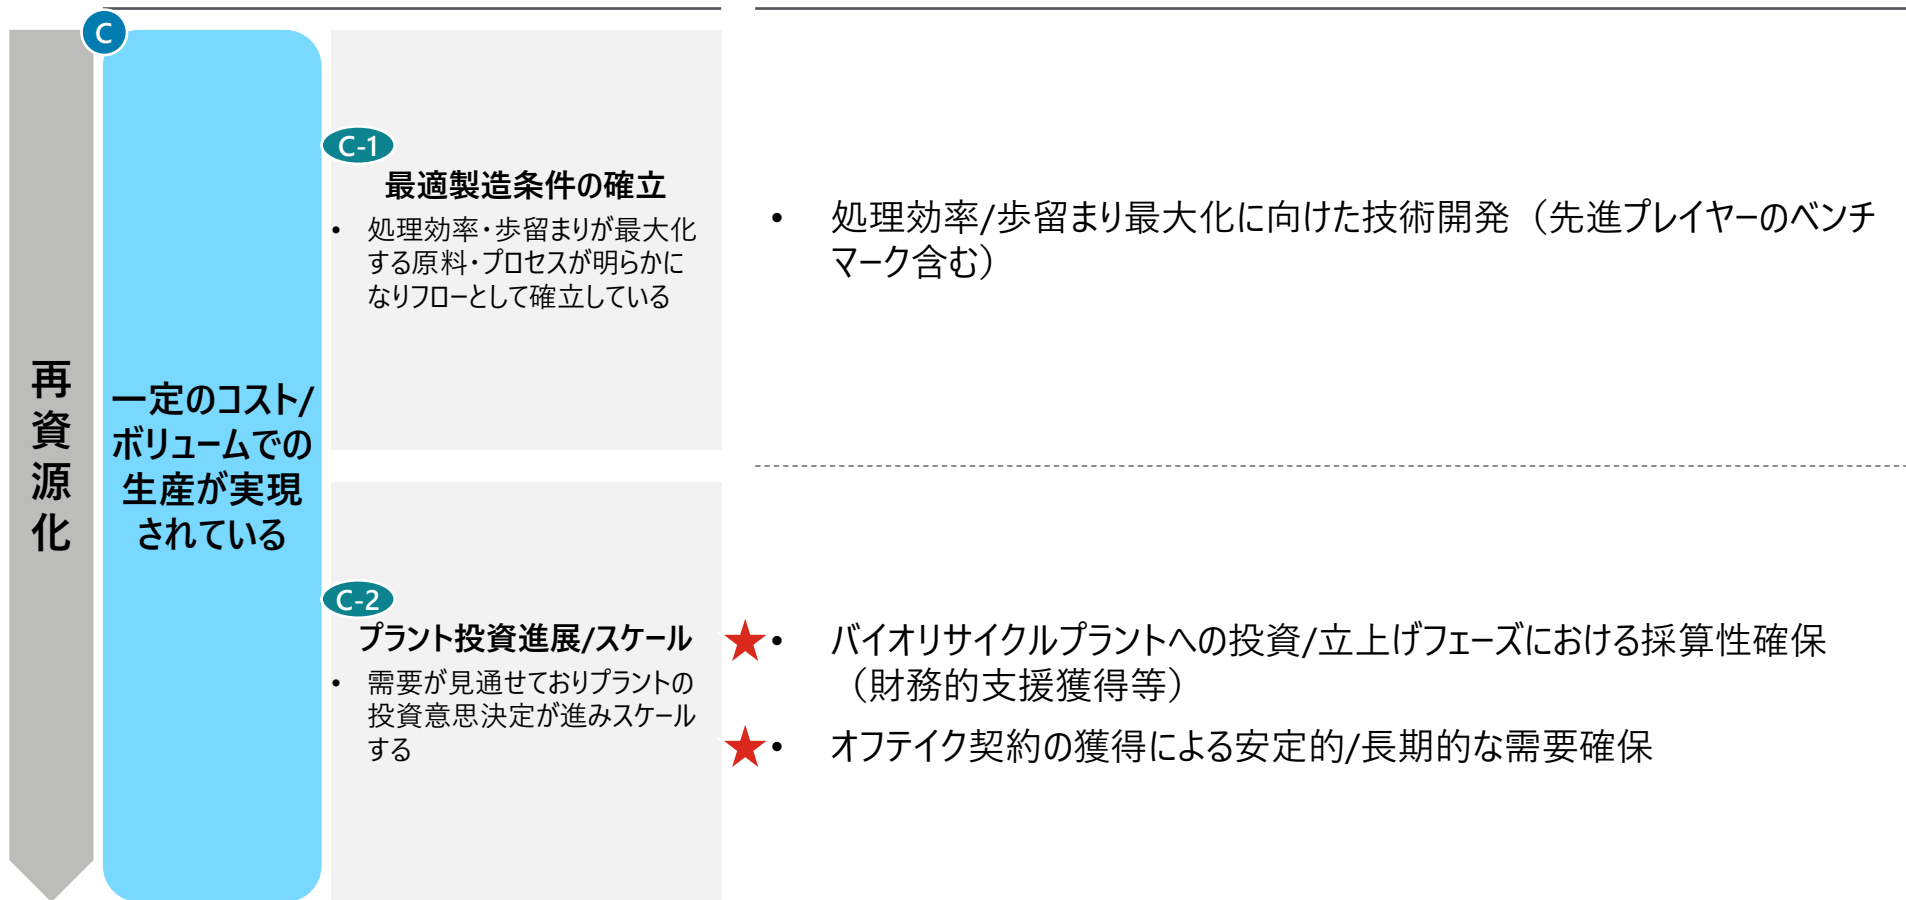 C
再
資
源
化
一定のコスト/
ボリュームでの
生産が実現
されている
C-1
最適製造条件の確立
• 処理効率・歩留まりが最大化
する原料・プロセスが明らかに
なりフローとして確立している
• 処理効率/歩留まり最大化に向けた技術開発（先進プレイヤーのベンチ
マーク含む）
C-2
プラント投資進展/スケール
• 需要が見通せておりプラントの
投資意思決定が進みスケール
する
★• バイオリサイクルプラントへの投資/立上げフェーズにおける採算性確保
（財務的支援獲得等）
★• オフテイク契約の獲得による安定的/長期的な需要確保